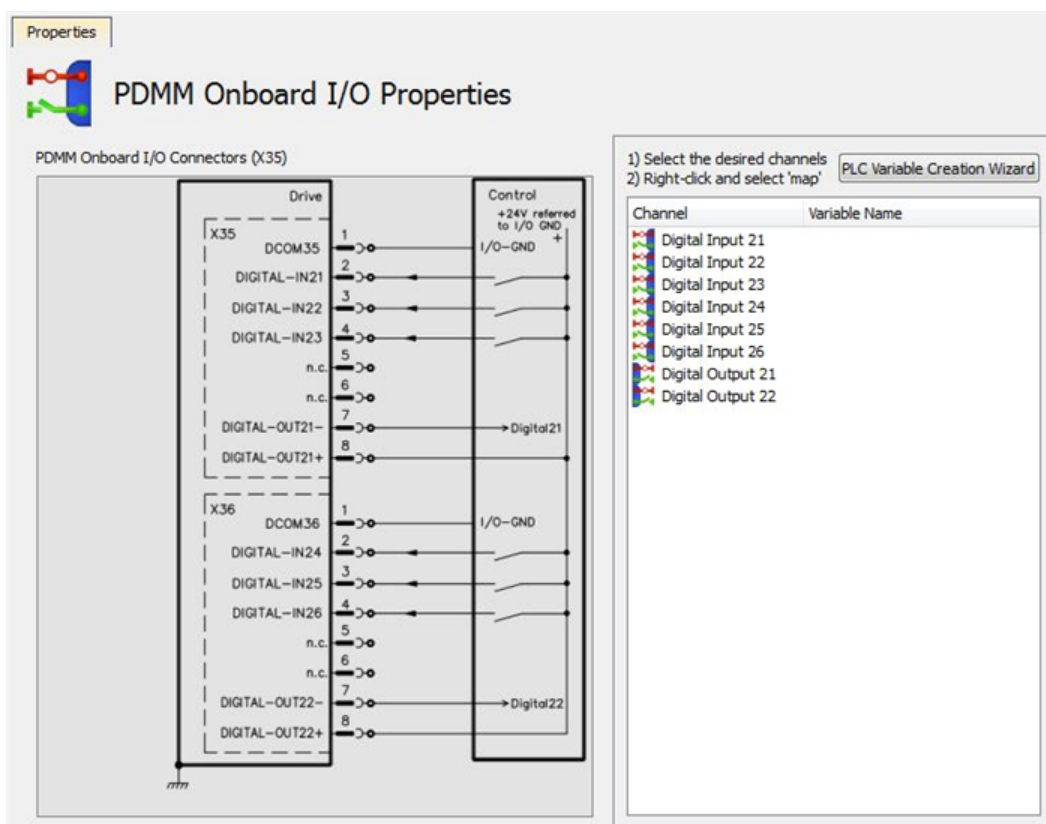 Properties
PDMM Onboard I/O Properties
PDMM Onboard I/O Connectors (X35)
Drive
X35
DCOM35
1
DIGITAL-IN21
2
DIGITAL-IN22
3
DIGITAL-IN23
4
n.c.
5
n.c.
6
DIGITAL-OUT21-
7
DIGITAL-OUT21+
8
X36
DCOM36
1
DIGITAL-IN24
2
DIGITAL-IN25
3
DIGITAL-IN26
4
n.c.
5
n.c.
6
DIGITAL-OUT22-
7
DIGITAL-OUT22+
8
Control
+24V referred
to I/O GND
+
I/O-GND
Digital21
I/O-GND
Digital22
1) Select the desired channels
2) Right-click and select 'map'
PLC Variable Creation Wizard
Channel Variable Name
Digital Input 21
Digital Input 22
Digital Input 23
Digital Input 24
Digital Input 25
Digital Input 26
Digital Output 21
Digital Output 22